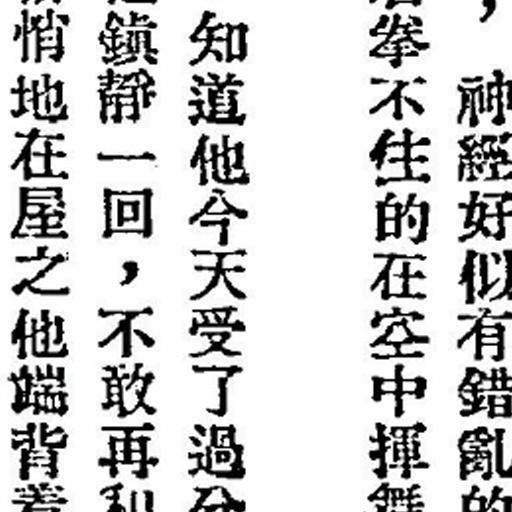 ，神經好似有錯亂的
拳不住的在空中揮舞
知道他今天受了過分
鎮靜一回，不敢再和
悄地在屋之他端背着